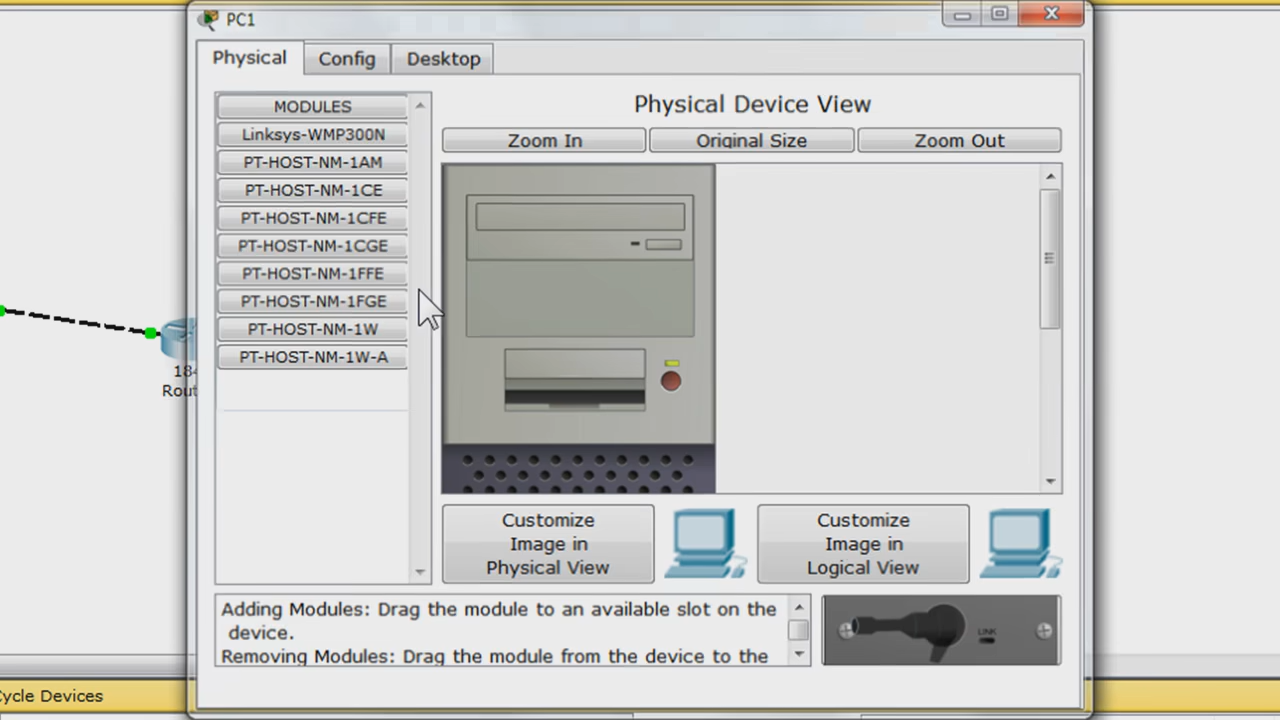 PC1
Physical
Config
Desktop
MODULES
Linksys-WMP300N
PT-HOST-NM-1AM
PT-HOST-NM-1CE
PT-HOST-NM-1CFE
PT-HOST-NM-1CGE
PT-HOST-NM-1FFE
PT-HOST-NM-1FGE
PT-HOST-NM-1W
PT-HOST-NM-1W-A
Physical Device View
Zoom In
Original Size
Zoom Out
184
Rout
Customize
Image in
Physical View
Customize
Image in
Logical View
Adding Modules: Drag the module to an available slot on the
device.
Removing Modules: Drag the module from the device to the
LINK
Cycle Devices